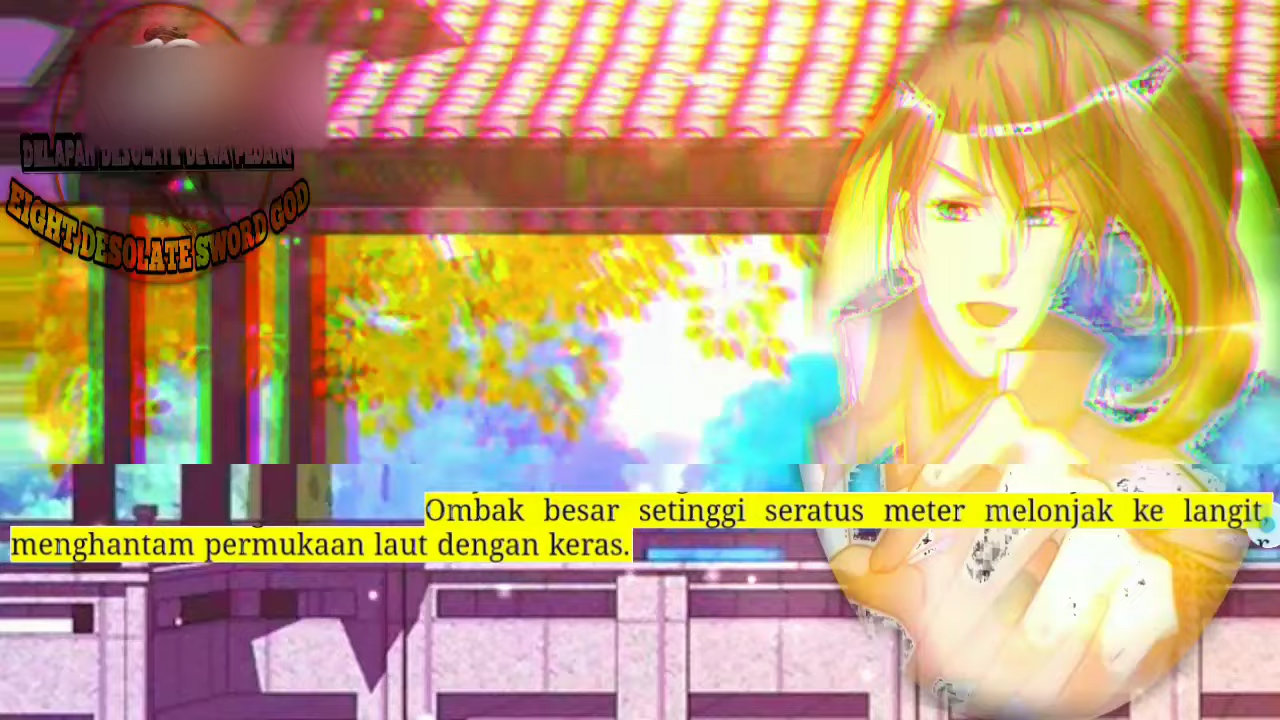 DELAPAN DESOLATE DEWA PEDANG
EIGHT DESOLATE SWORD GOD
Ombak besar setinggi seratus meter melonjak ke langit
menghantam permukaan laut dengan keras.